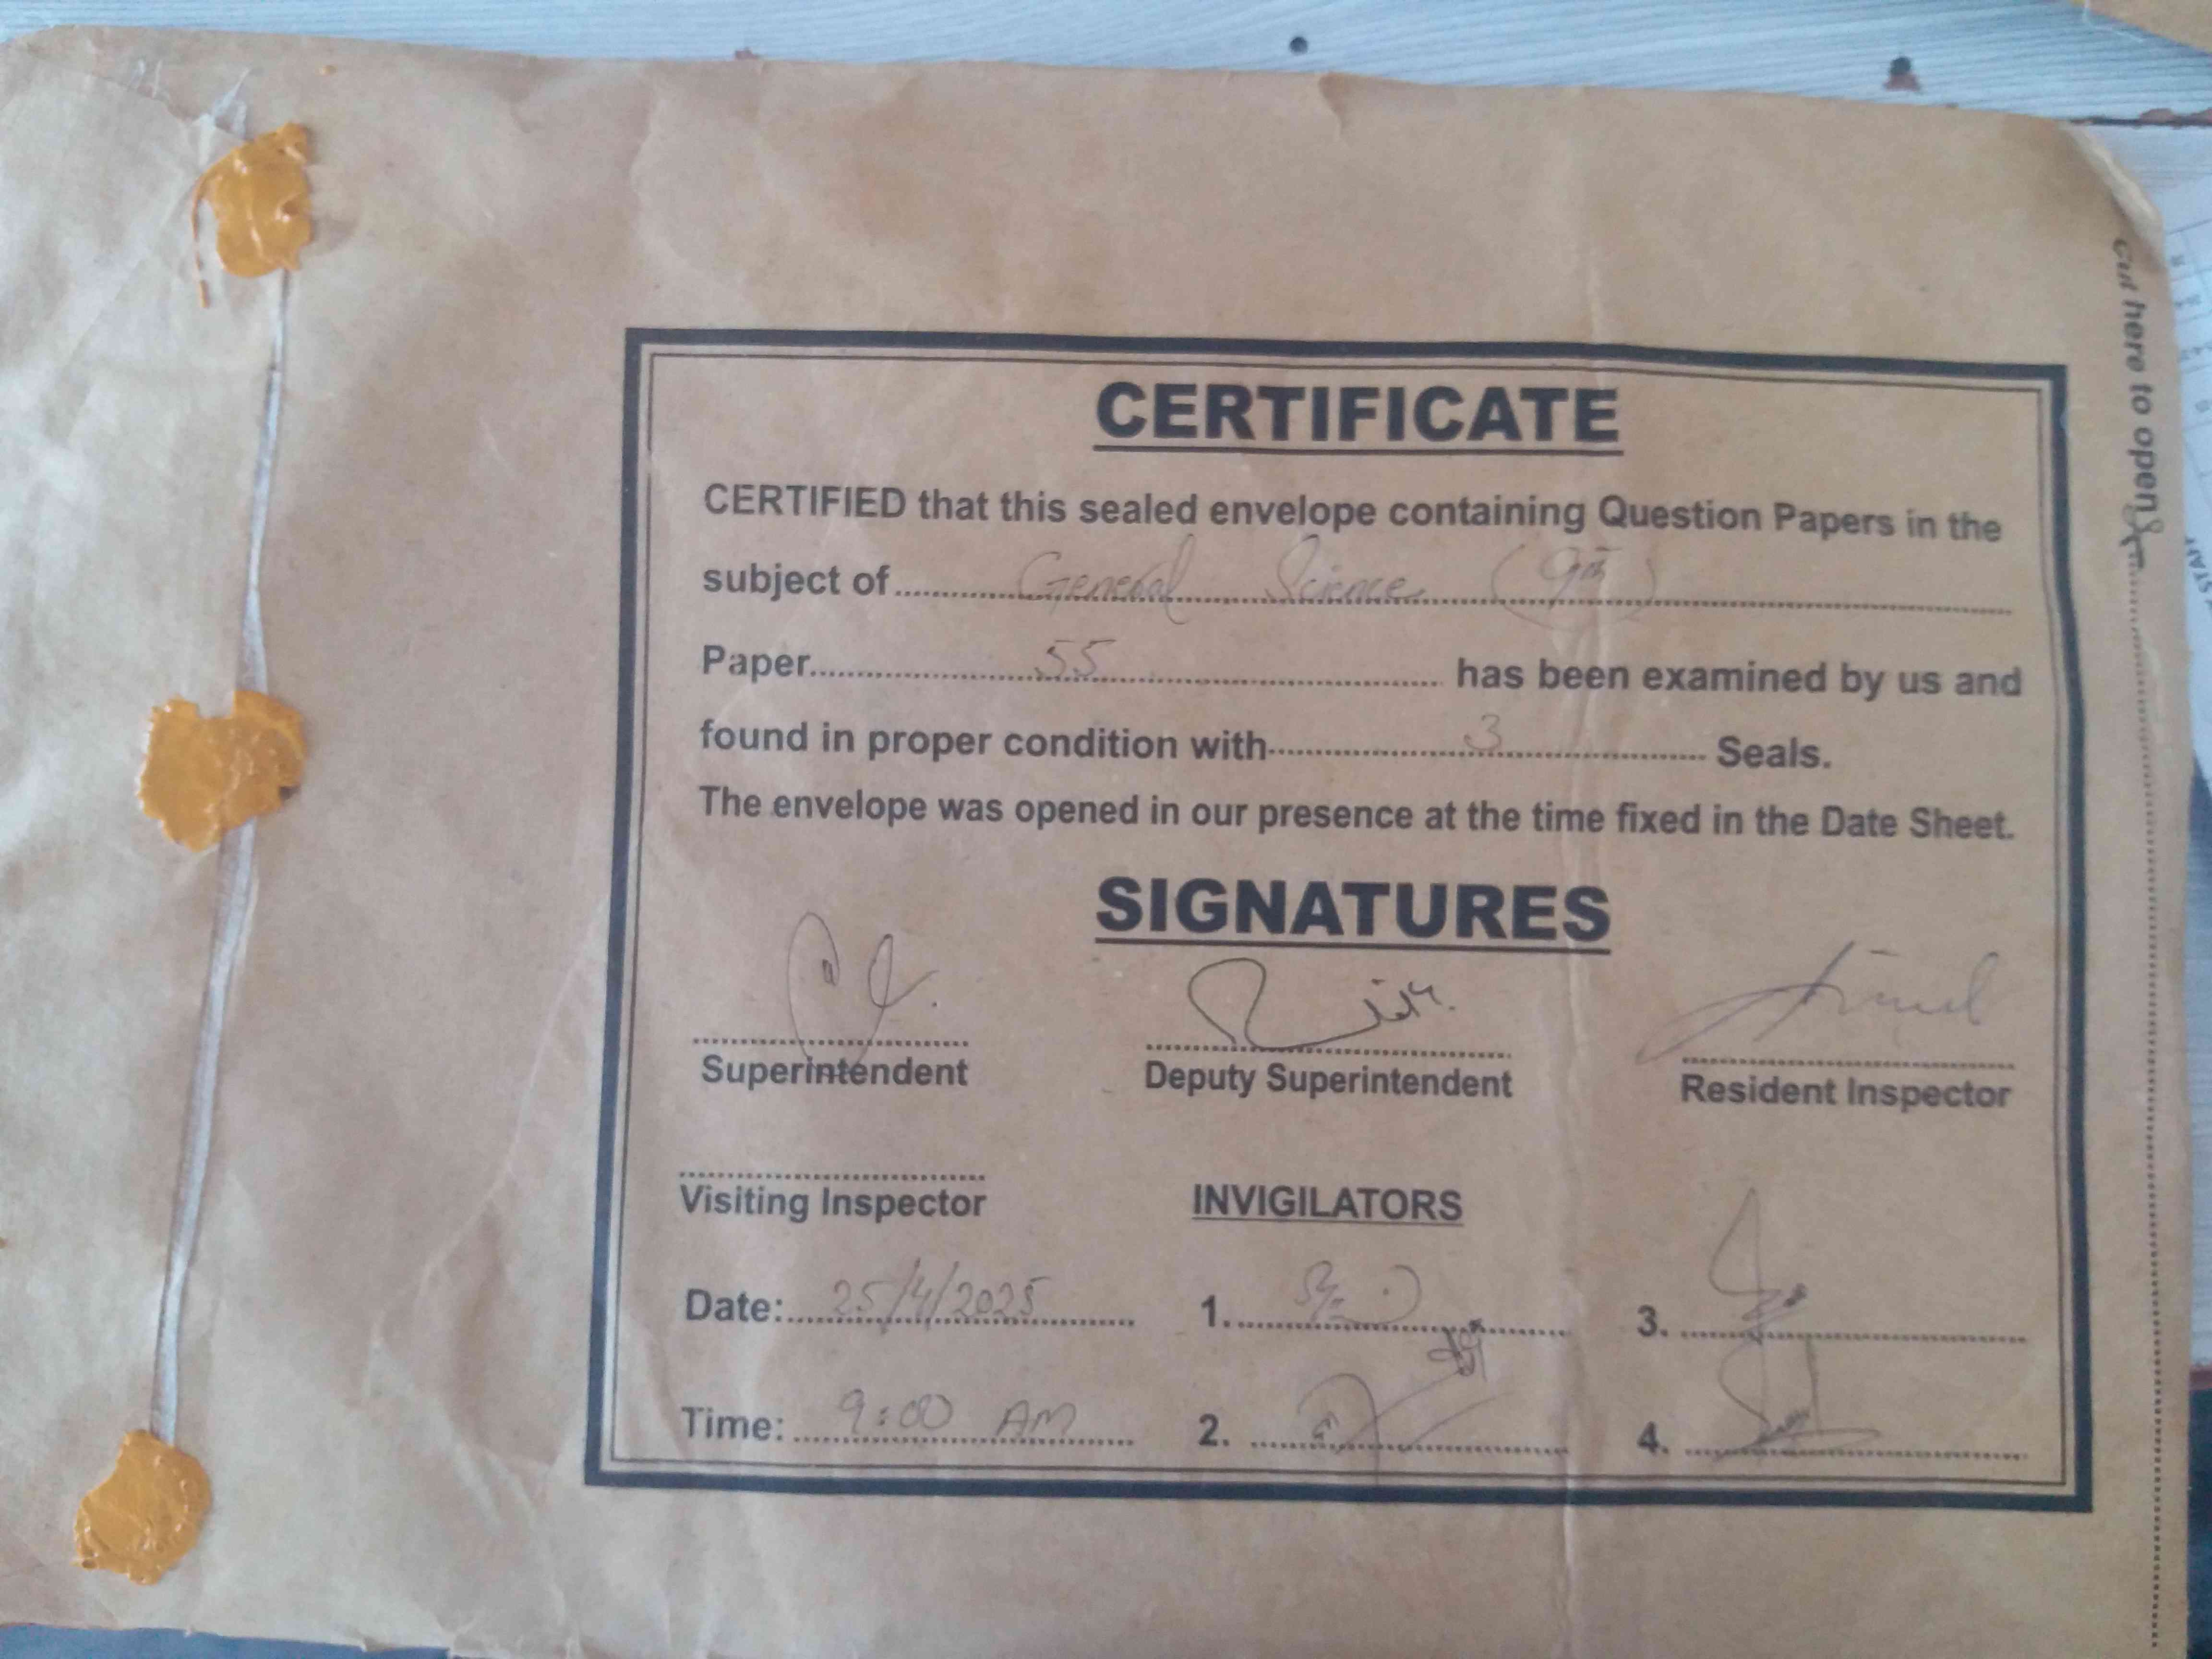 cut here to open
CERTIFICATE
CERTIFIED that this sealed envelope containing Question Papers in the
subject of General Science (9th)
Paper 55 has been examined by us and
found in proper condition with 3 Seals.
The envelope was opened in our presence at the time fixed in the Date Sheet.
SIGNATURES
Superintendent Deputy Superintendent Resident Inspector
Visiting Inspector INVIGILATORS
Date: 25/4/2025 1. 3.
Time: 9:00 AM 2. 4.